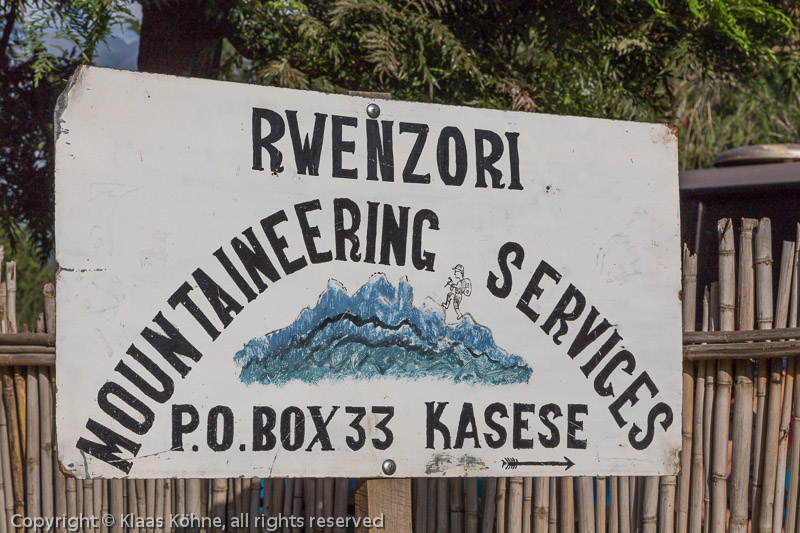 RWENZORI
MOUNTAINEERING SERVICES
P.O. BOX 33 KASESE
Copyright © Klaas Köhne, all rights reserved